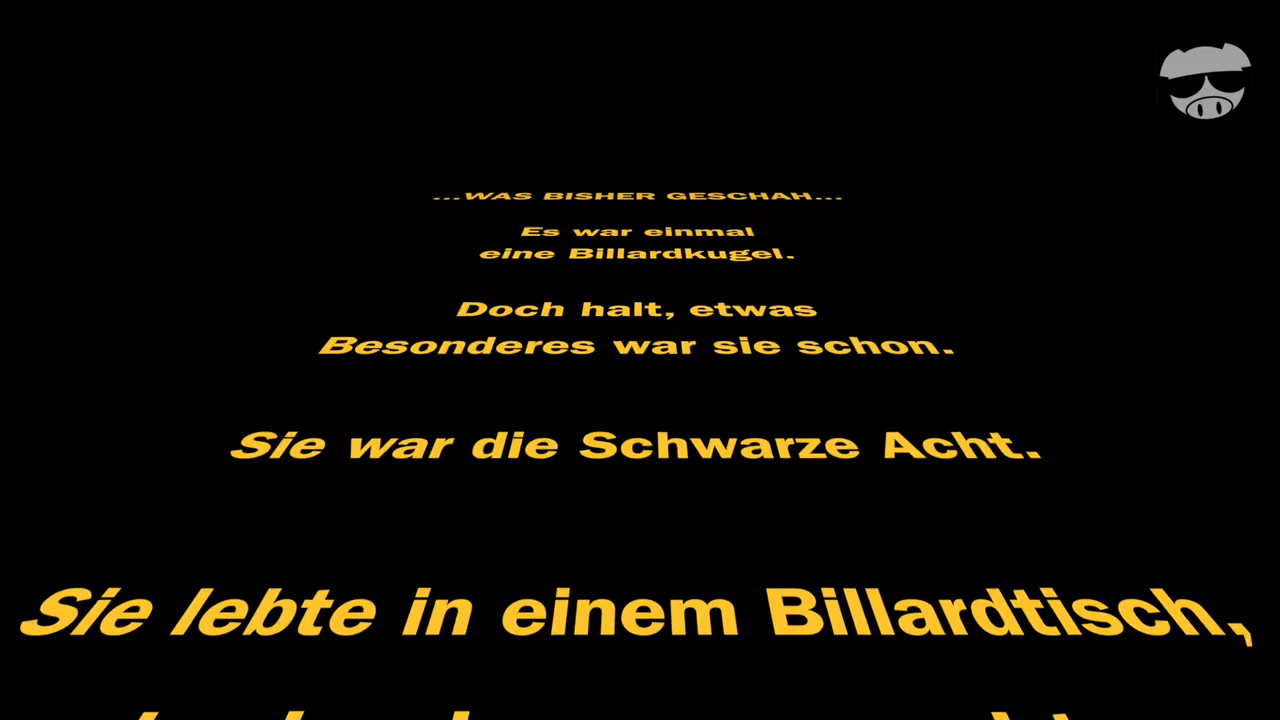 ...WAS BISHER GESCHAH...
Es war einmal
eine Billardkugel.
Doch halt, etwas
Besonderes war sie schon.
Sie war die Schwarze Acht.
Sie lebte in einem Billardtisch,